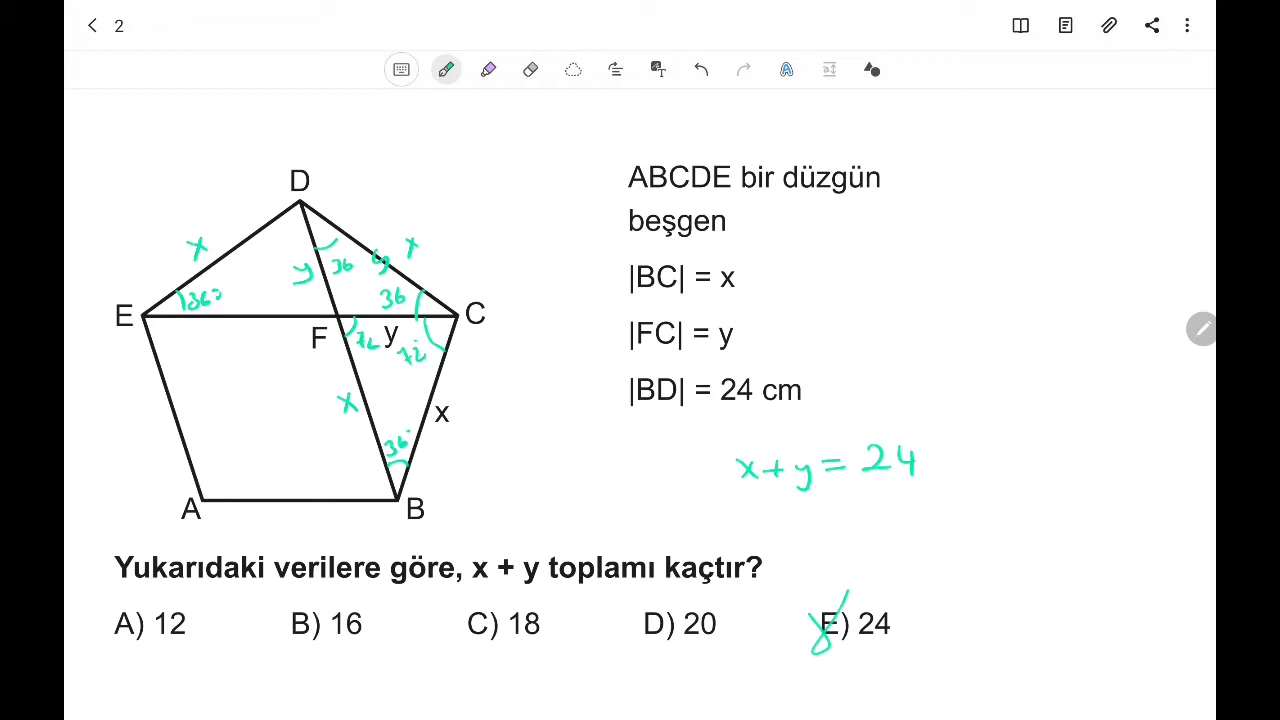 2
D
ABCDE bir düzgün
beşgen
x
x
y
36
y
36
36°
|BC| = x
E
C
F
72
y
72°
|FC| = y
x
x
|BD| = 24 cm
36°
x+y=24
A
B
Yukarıdaki verilere göre, x + y toplamı kaçtır?
A) 12 B) 16 C) 18 D) 20 E) 24